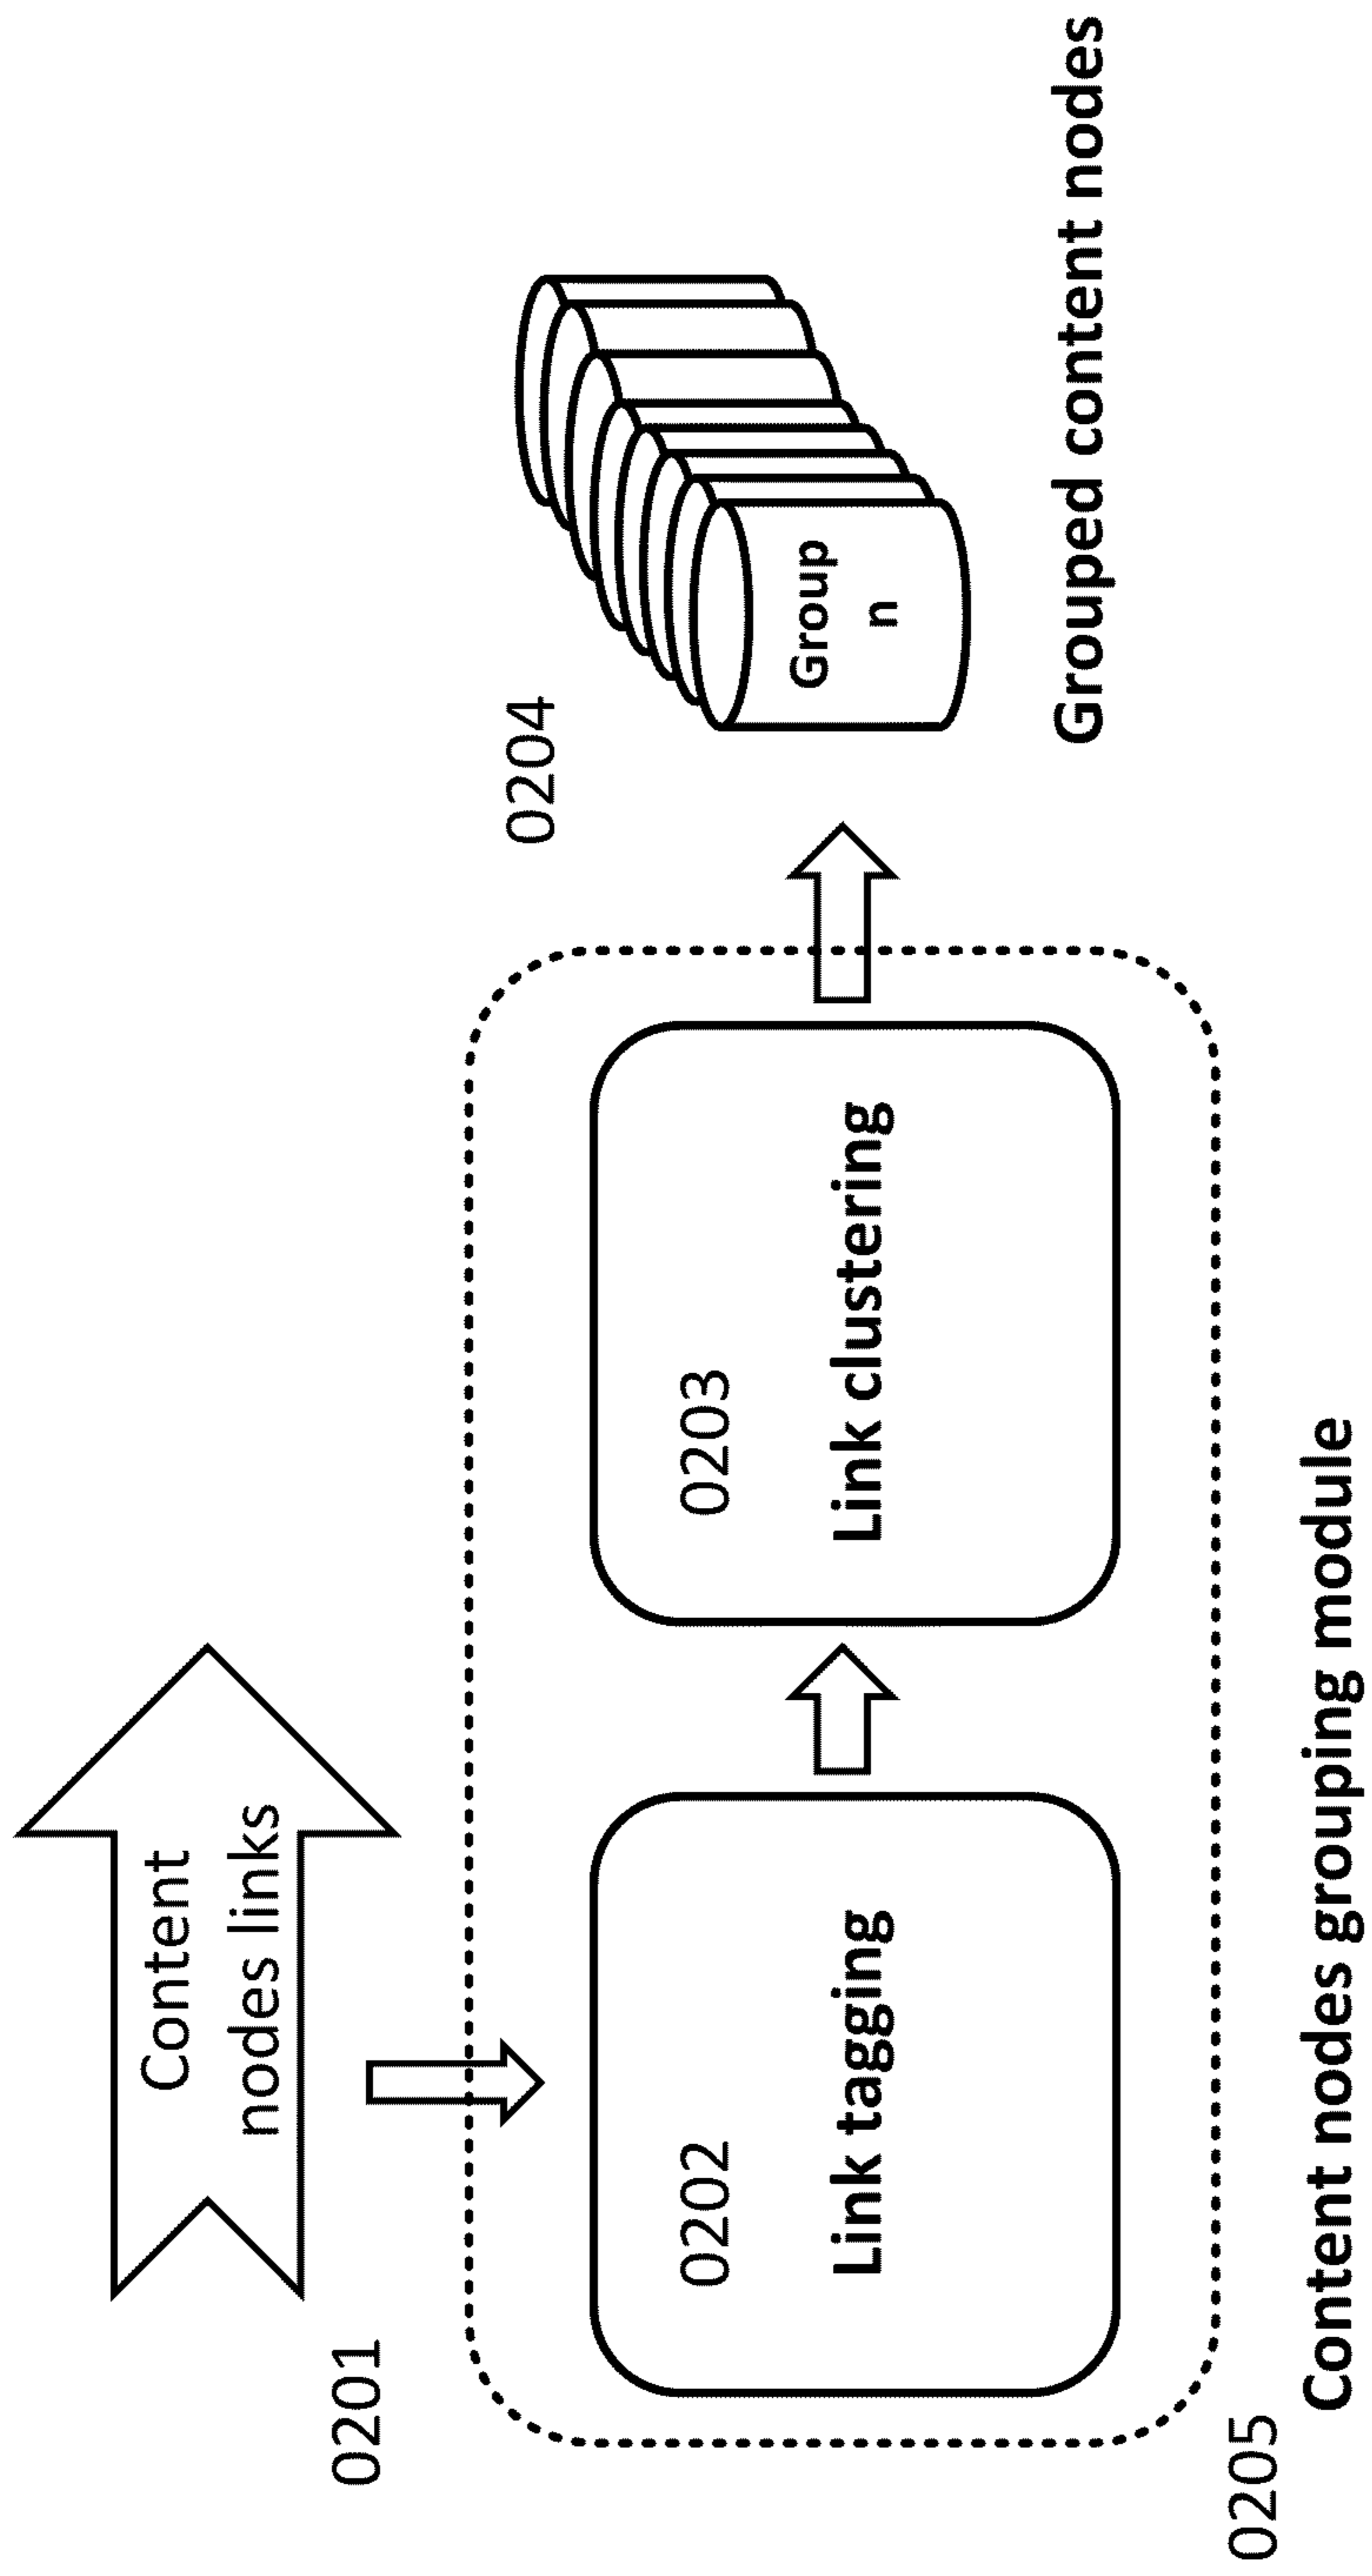 Content
nodes links
0201
0202
Link tagging
0203
Link clustering
0204
Group
n
Grouped content nodes
0205
Content nodes grouping module